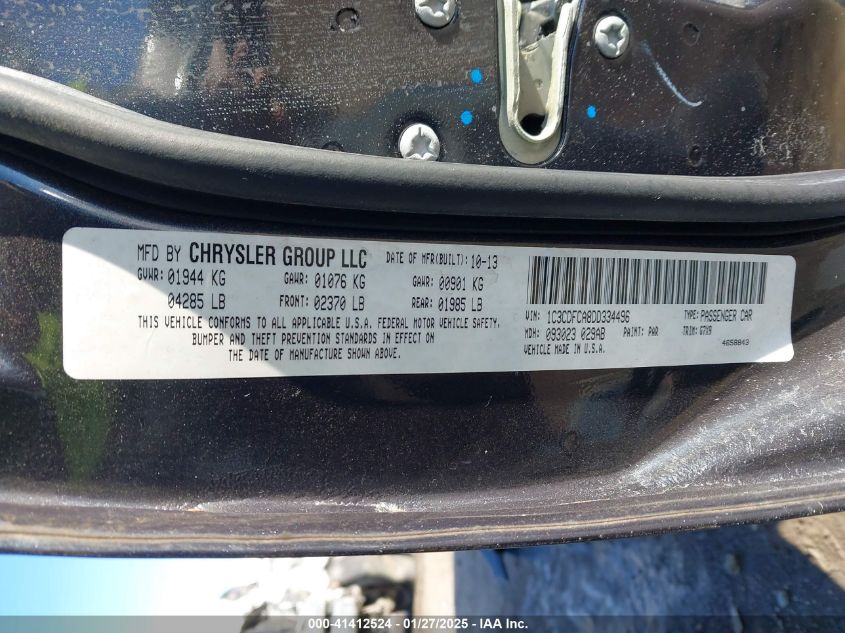 MFD BY CHRYSLER GROUP LLC DATE OF MFR(BUILT): 10-13
GVWR: 01944 KG GAWR: 01076 KG GAWR: 00901 KG
04285 LB FRONT: 02370 LB REAR: 01985 LB
THIS VEHICLE CONFORMS TO ALL APPLICABLE U.S.A. FEDERAL MOTOR VEHICLE SAFETY,
BUMPER AND THEFT PREVENTION STANDARDS IN EFFECT ON
THE DATE OF MANUFACTURE SHOWN ABOVE.
VIN: 1C3CDFCA8DD334496 TYPE: PASSENGER CAR
MDH: 093023 029AB PAINT: PAR TRIM: G7X9
VEHICLE MADE IN U.S.A. 4658843
000-41412524 | 01/27/2025 - IAA, Inc.